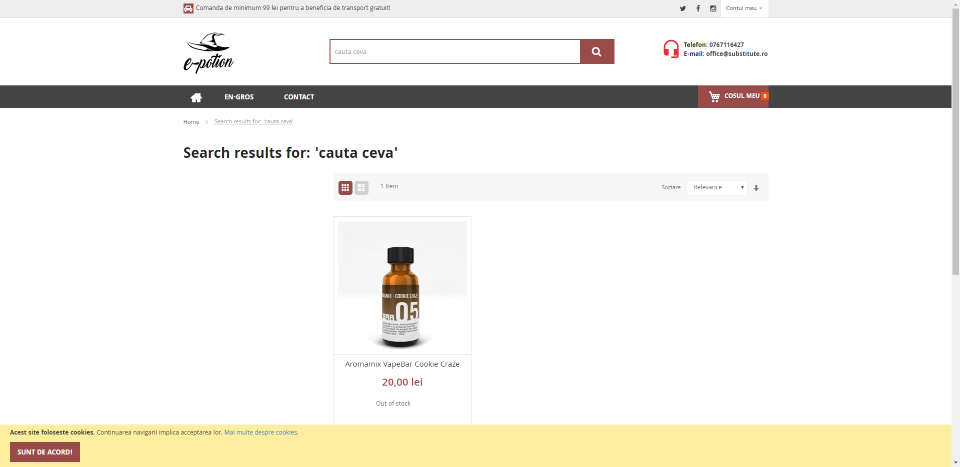 Comanda de minimum 99 lei pentru a beneficia de transport gratuit!
Contul meu
e-potion
cauta ceva
Telefon: 0767116427
E-mail: office@substitute.ro
EN-GROS
CONTACT
COSUL MEU 0
Home > Search results for: 'cauta ceva'
Search results for: 'cauta ceva'
1 Item
Sortare
Relevance
COOKIE CRAZE
05
Aromamix VapeBar Cookie Craze
20,00 lei
Out of stock
Acest site foloseste cookies. Continuarea navigarii implica acceptarea lor. Mai multe despre cookies.
SUNT DE ACORD!